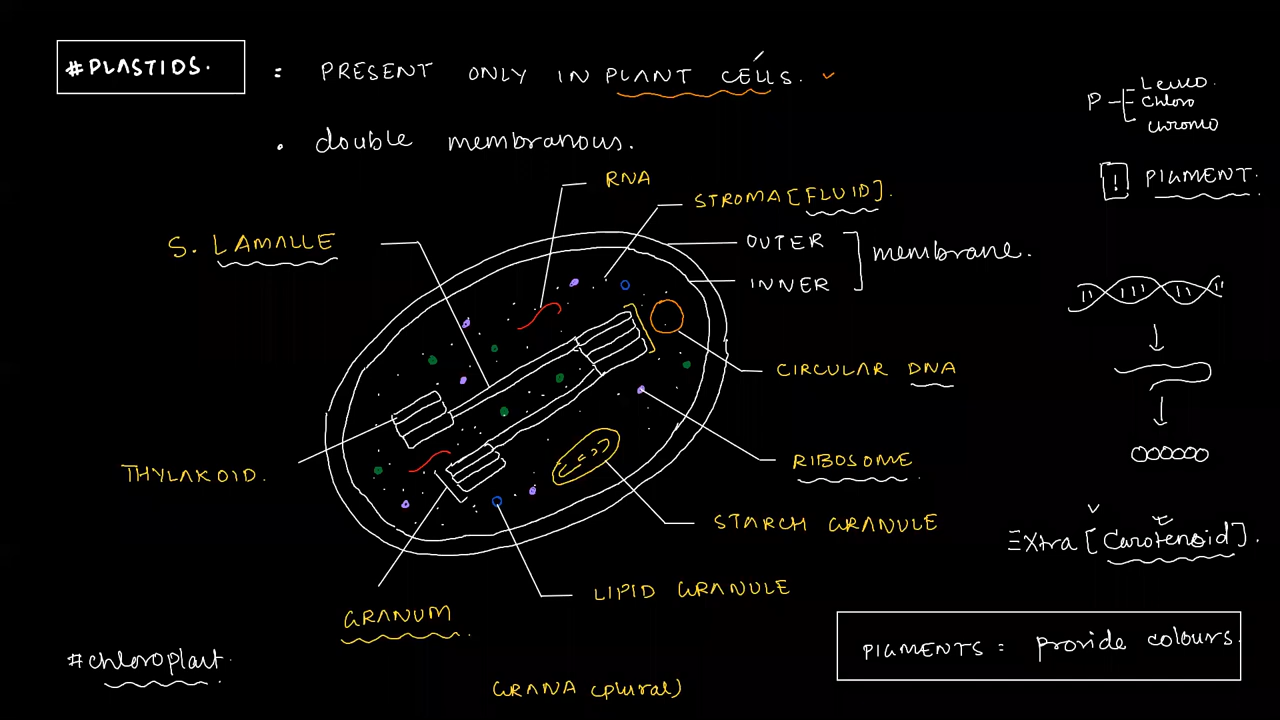 #PLASTIDS.
: PRESENT ONLY IN PLANT CELLS.
. double membranous.
P
Leuco.
Chloro
Chromo
! PIGMENT.
RNA
STROMA [FLUID].
S. LAMALLE
OUTER
INNER
membrane.
CIRCULAR DNA
THYLAKOID.
RIBOSOME
STARCH GRANULE
Extra [Carotenoid].
LIPID GRANULE
GRANUM
PIGMENTS = provide colours.
#chloroplast.
GRANA (plural)